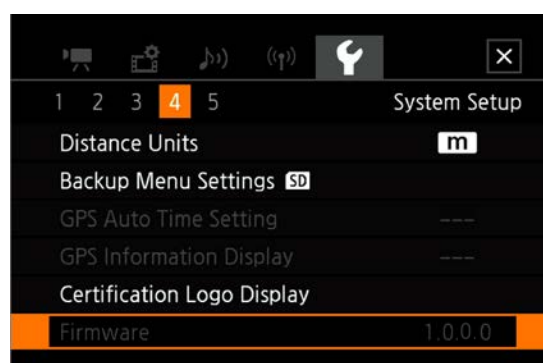 1 2 3 4 5 System Setup
Distance Units m
Backup Menu Settings SD
GPS Auto Time Setting ---
GPS Information Display ---
Certification Logo Display
Firmware 1.0.0.0